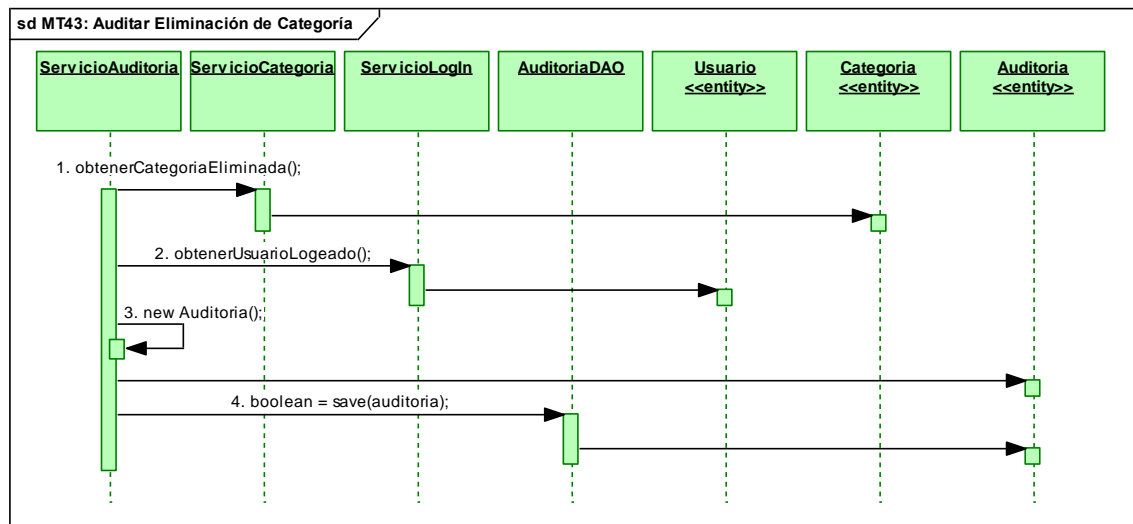 sd MT43: Auditar Eliminación de Categoría
ServicioAuditoria
ServicioCategoria
ServicioLogIn
AuditoriaDAO
Usuario
<<entity>>
Categoria
<<entity>>
Auditoria
<<entity>>
1. obtenerCategoriaEliminada();
2. obtenerUsuarioLogeado();
3. new Auditoria();
4. boolean = save(auditoria);